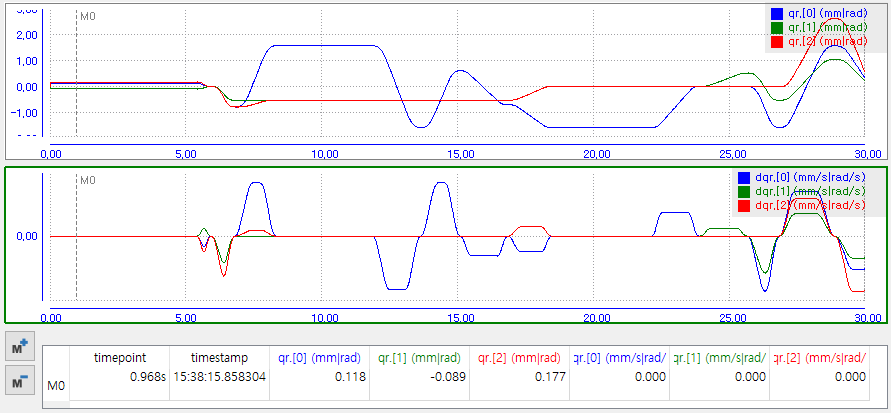 3,00
M0
qr.[0] (mm|rad)
2,00
qr.[1] (mm|rad)
qr.[2] (mm|rad)
1,00
0,00
-1,00
0,00 5,00 10,00 15,00 20,00 25,00 30,00
M0
dqr.[0] (mm/s|rad/s)
dqr.[1] (mm/s|rad/s)
dqr.[2] (mm/s|rad/s)
0,00
0,00 5,00 10,00 15,00 20,00 25,00 30,00
M+
timepoint timestamp qr.[0] (mm|rad) qr.[1] (mm|rad) qr.[2] (mm|rad) qr.[0] (mm/s|rad/ qr.[1] (mm/s|rad/ qr.[2] (mm/s|rad/
M0 0.968s 15:38:15.858304 0.118 -0.089 0.177 0.000 0.000 0.000
M-